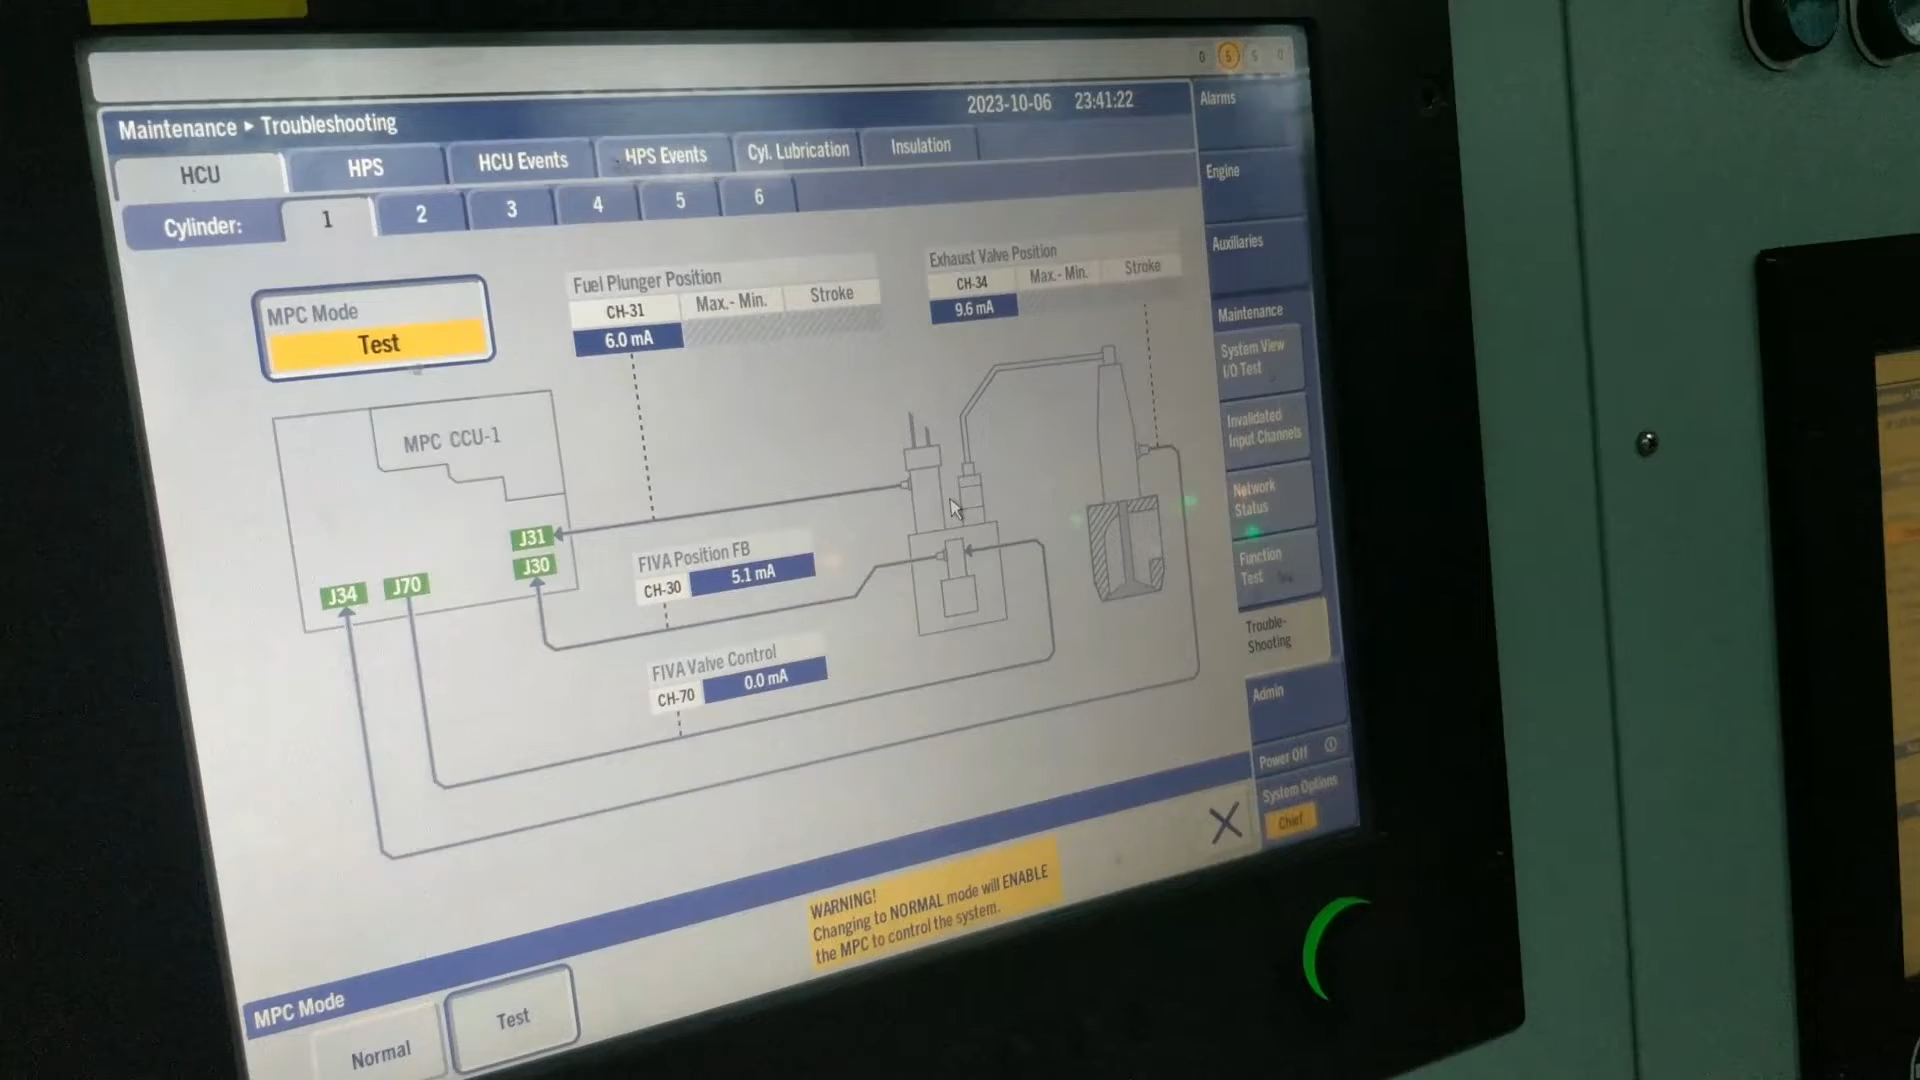 0 5 5 0
Maintenance ▸ Troubleshooting
2023-10-06 23:41:22
Alarms
HCU
HPS
HCU Events
HPS Events
Cyl. Lubrication
Insulation
Engine
Cylinder:
1
2
3
4
5
6
Auxiliaries
MPC Mode
Test
Fuel Plunger Position
CH-31
Max.- Min.
Stroke
6.0 mA
Exhaust Valve Position
CH-34
Max.- Min.
Stroke
9.6 mA
Maintenance
System View
I/O Test
Invalidated
Input Channels
Network
Status
Function
Test
Trouble-
Shooting
Admin
Power Off
System Options
Chief
MPC CCU-1
J31
J30
J34
J70
FIVA Position FB
CH-30
5.1 mA
FIVA Valve Control
CH-70
0.0 mA
WARNING!
Changing to NORMAL mode will ENABLE
the MPC to control the system.
MPC Mode
Normal
Test